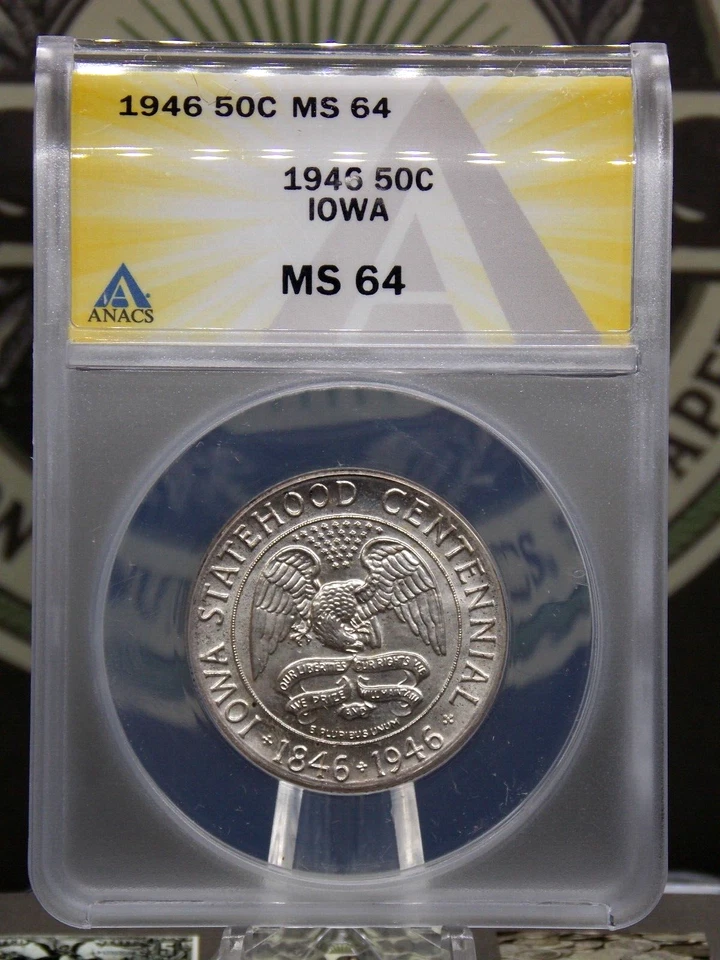 1946 50C MS 64
1946 50C
IOWA
MS 64
ANACS
IOWA STATEHOOD CENTENNIAL
OUR LIBERTIES OUR RIGHTS WE
WE PRIZE AND WILL MAINTAIN
E PLURIBUS UNUM
1846 1946